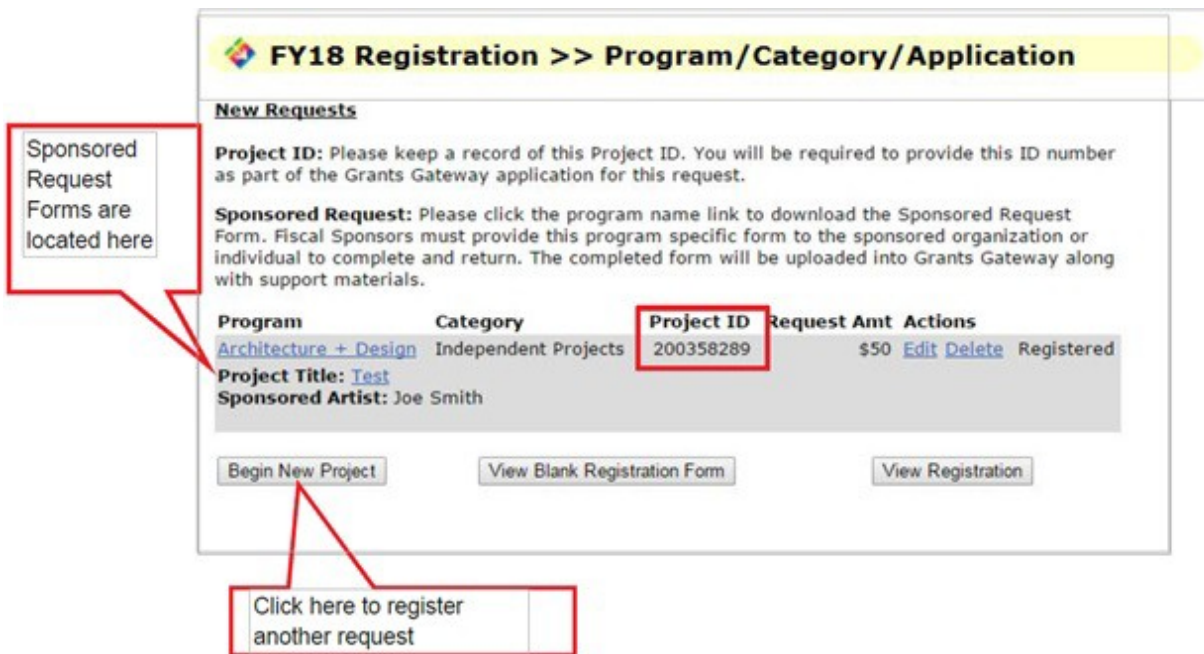 FY18 Registration >> Program/Category/Application
New Requests
Project ID: Please keep a record of this Project ID. You will be required to provide this ID number
as part of the Grants Gateway application for this request.
Sponsored Request: Please click the program name link to download the Sponsored Request
Form. Fiscal Sponsors must provide this program specific form to the sponsored organization or
individual to complete and return. The completed form will be uploaded into Grants Gateway along
with support materials.
Sponsored
Request
Forms are
located here
Program Category Project ID Request Amt Actions
Architecture + Design Independent Projects 200358289 $50 Edit Delete Registered
Project Title: Test
Sponsored Artist: Joe Smith
Begin New Project View Blank Registration Form View Registration
Click here to register
another request